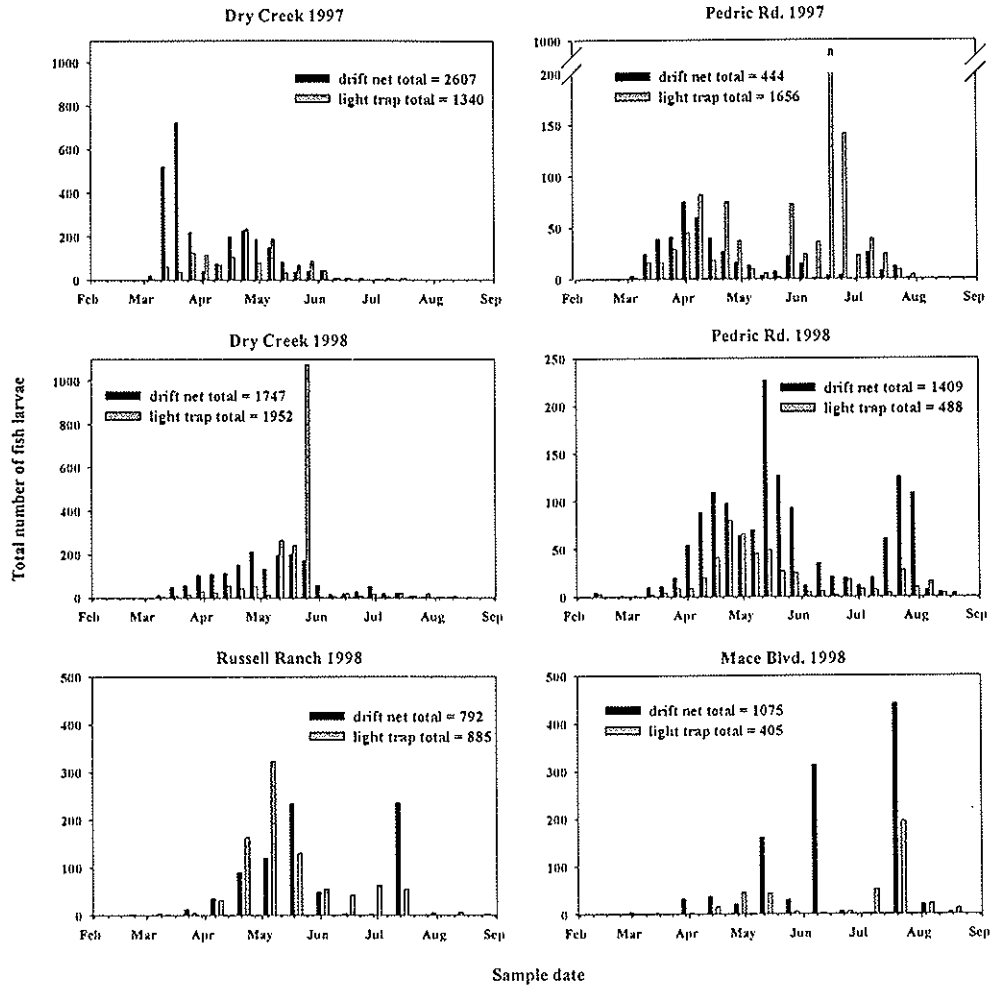 Dry Creek 1997
1000
800
600
400
200
0
drift net total = 2607
light trap total = 1340
Feb Mar Apr May Jun Jul Aug Sep
Pedric Rd. 1997
1000
200
150
100
50
0
n
drift net total = 444
light trap total = 1656
Feb Mar Apr May Jun Jul Aug Sep
Total number of fish larvae
Dry Creek 1998
1000
800
600
400
200
0
drift net total = 1747
light trap total = 1952
Feb Mar Apr May Jun Jul Aug Sep
Pedric Rd. 1998
250
200
150
100
50
0
drift net total = 1409
light trap total = 488
Feb Mar Apr May Jun Jul Aug Sep
Russell Ranch 1998
500
400
300
200
100
0
drift net total = 792
light trap total = 885
Feb Mar Apr May Jun Jul Aug Sep
Mace Blvd. 1998
500
400
300
200
100
0
drift net total = 1075
light trap total = 405
Feb Mar Apr May Jun Jul Aug Sep
Sample date